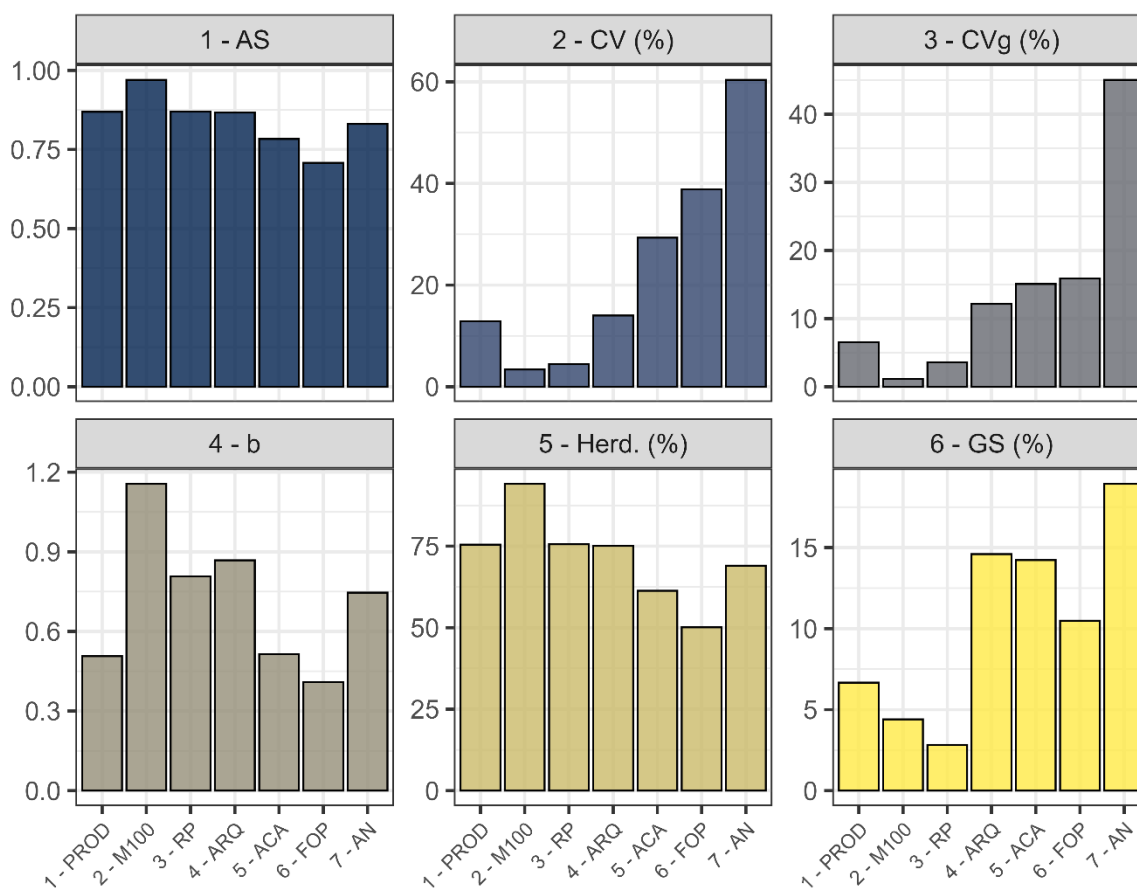 1 - AS
2 - CV (%)
3 - CVg (%)
1.00
0.75
0.50
0.25
0.00
60
40
20
0
40
30
20
10
0
4 - b
5 - Herd. (%)
6 - GS (%)
1.2
0.9
0.6
0.3
0.0
75
50
25
0
15
10
5
0
1 - PROD
2 - M100
3 - RP
4 - ARQ
5 - ACA
6 - FOP
7 - AN
1 - PROD
2 - M100
3 - RP
4 - ARQ
5 - ACA
6 - FOP
7 - AN
1 - PROD
2 - M100
3 - RP
4 - ARQ
5 - ACA
6 - FOP
7 - AN